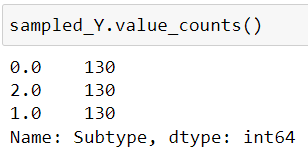 sampled_Y.value_counts()
0.0    130
2.0    130
1.0    130
Name: Subtype, dtype: int64